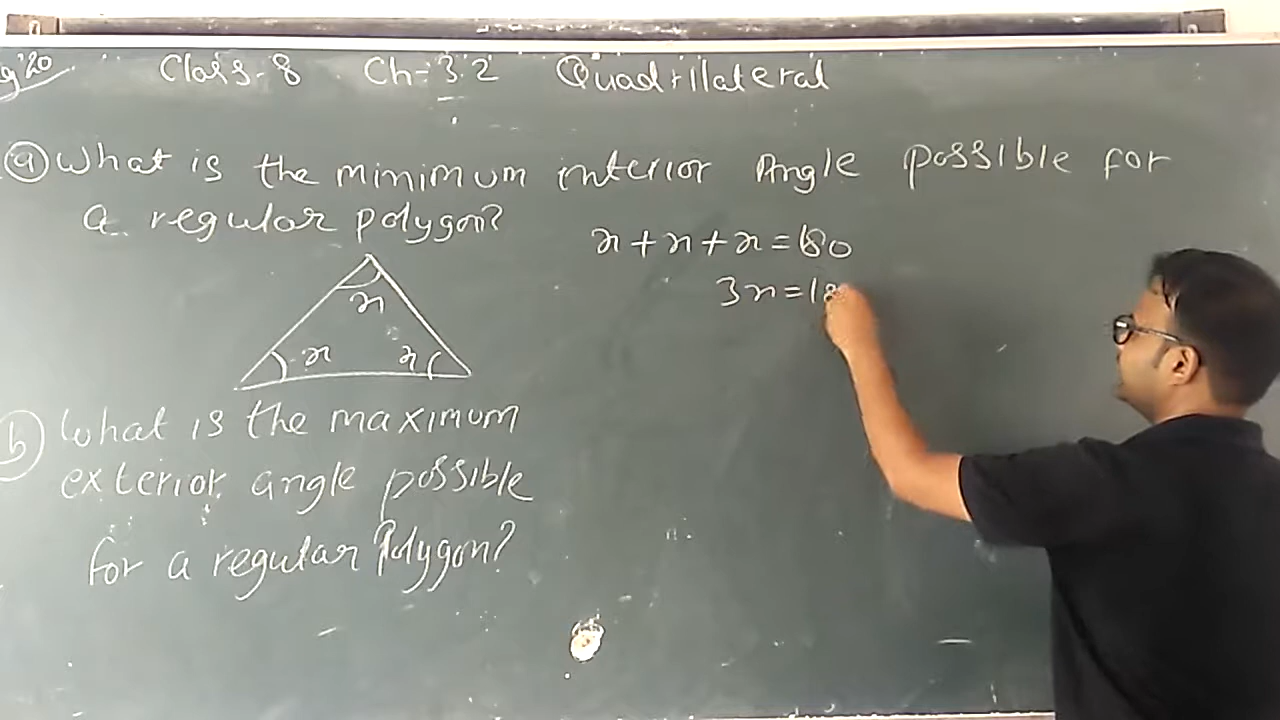 Class-8 Ch-3.2 Quadrilateral
(a) What is the minimum interior Angle possible for
a regular polygon?
x+x+x=180
3x=18
x
x x
(b) What is the maximum
exterior angle possible
for a regular Polygon?